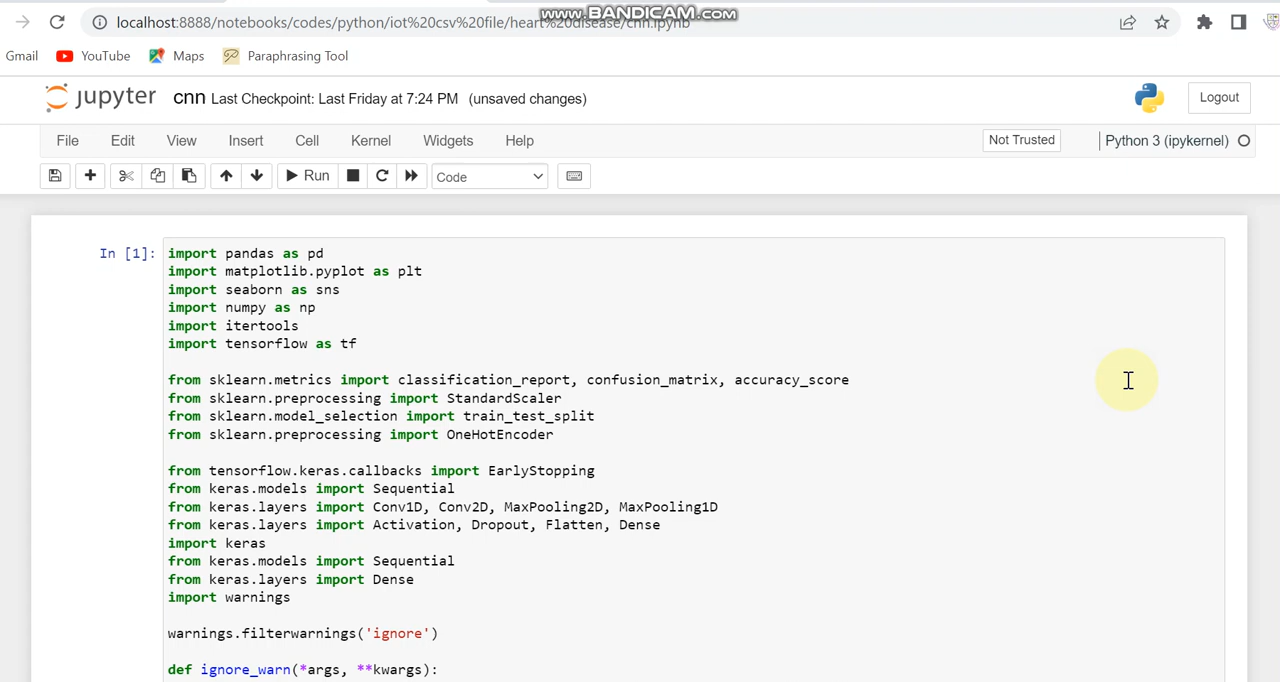 www.BANDICAM.com
localhost:8888/notebooks/codes/python/iot%20csv%20file/heart%20disease/cnn.ipynb
Gmail YouTube Maps Paraphrasing Tool
jupyter cnn Last Checkpoint: Last Friday at 7:24 PM (unsaved changes) Logout
File Edit View Insert Cell Kernel Widgets Help Not Trusted Python 3 (ipykernel)
Run Code
In [1]: import pandas as pd
import matplotlib.pyplot as plt
import seaborn as sns
import numpy as np
import itertools
import tensorflow as tf
from sklearn.metrics import classification_report, confusion_matrix, accuracy_score
from sklearn.preprocessing import StandardScaler
from sklearn.model_selection import train_test_split
from sklearn.preprocessing import OneHotEncoder
from tensorflow.keras.callbacks import EarlyStopping
from keras.models import Sequential
from keras.layers import Conv1D, Conv2D, MaxPooling2D, MaxPooling1D
from keras.layers import Activation, Dropout, Flatten, Dense
import keras
from keras.models import Sequential
from keras.layers import Dense
import warnings
warnings.filterwarnings('ignore')
def ignore_warn(*args, **kwargs):